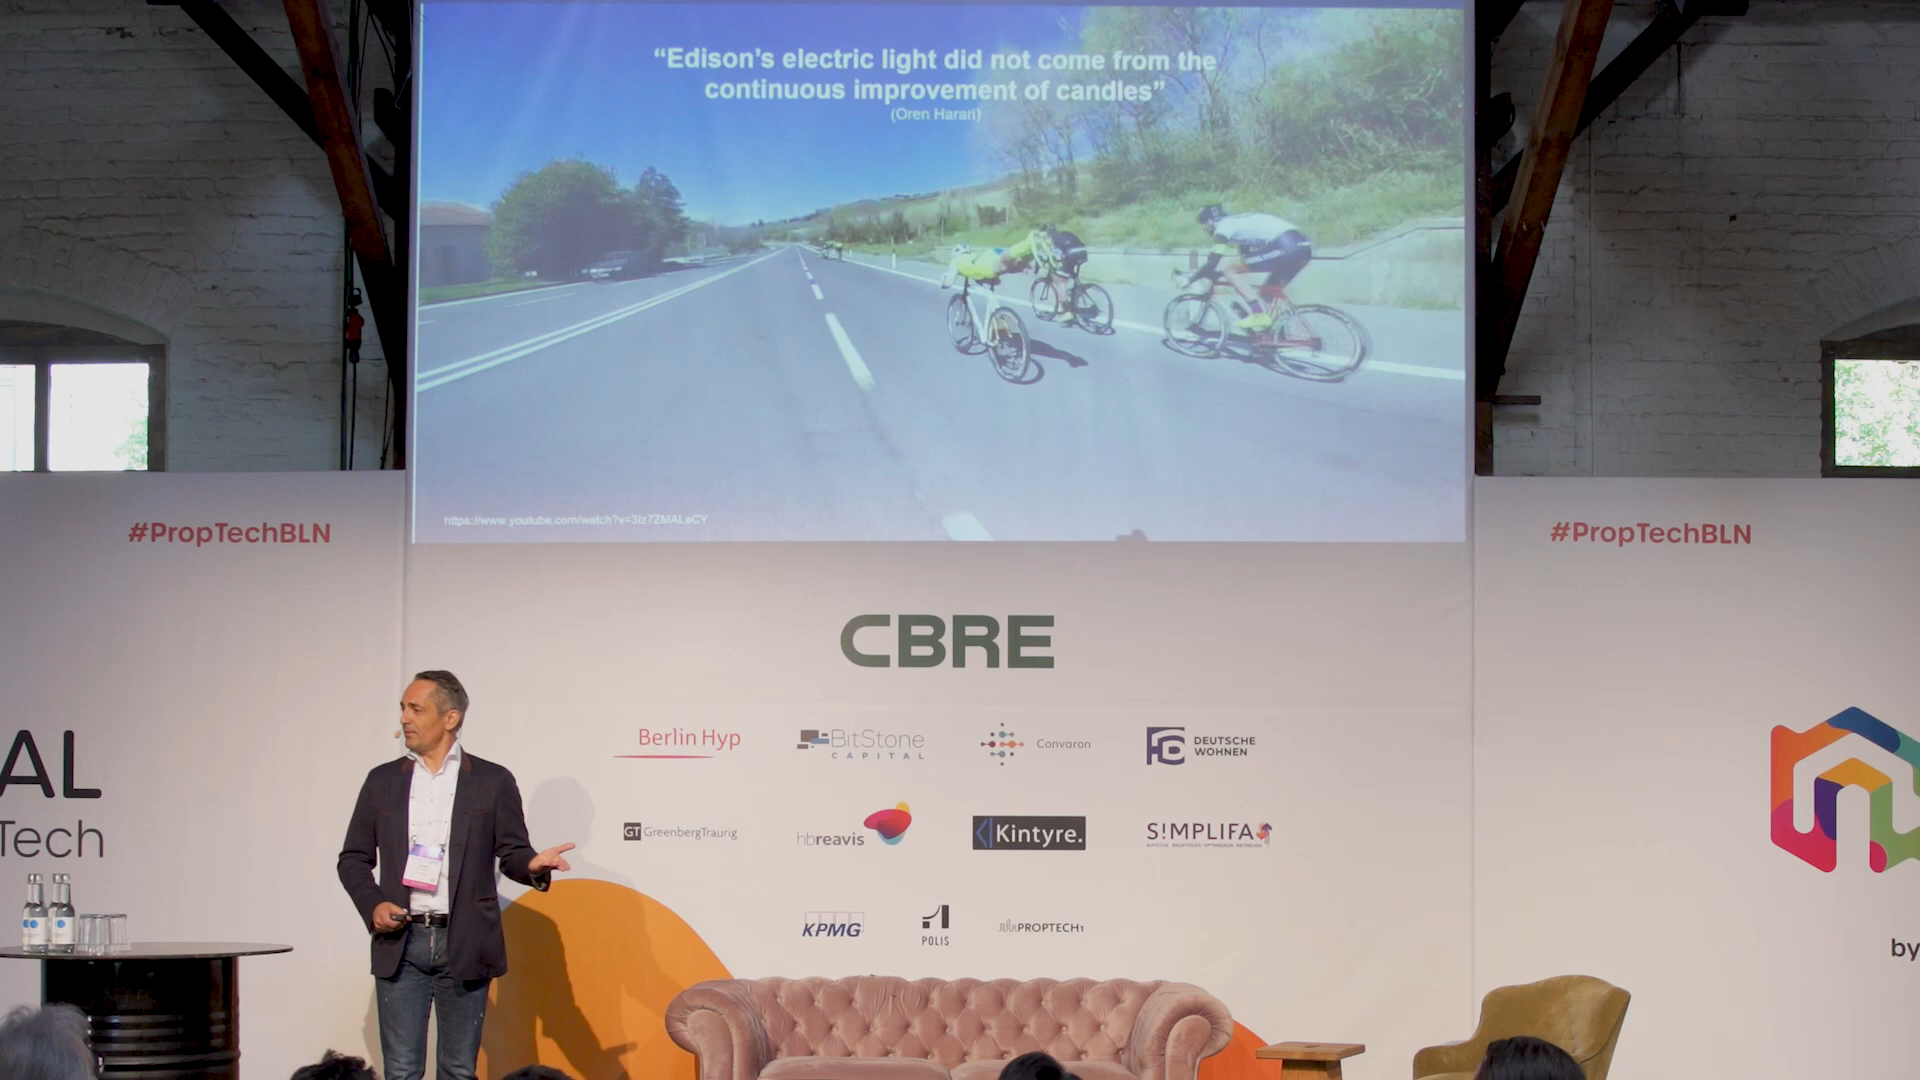 “Edison’s electric light did not come from the
continuous improvement of candles”
(Oren Harari)
https://www.youtube.com/watch?v=3Iz7ZMALaCY
#PropTechBLN
#PropTechBLN
CBRE
Berlin Hyp
BitStone
CAPITAL
Convaron
DEUTSCHE
WOHNEN
GT GreenbergTraurig
hbreavis
Kintyre.
S!MPLIFA
KPMG
POLIS
PROPTECH1
AL
Tech
by